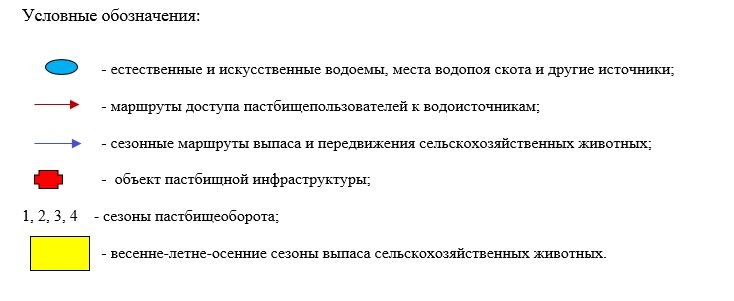 Условные обозначения:
- естественные и искусственные водоемы, места водопоя скота и другие источники;
- маршруты доступа пастбищепользователей к водоисточникам;
- сезонные маршруты выпаса и передвижения сельскохозяйственных животных;
- объект пастбищной инфраструктуры;
1, 2, 3, 4 - сезоны пастбищеоборота;
- весенне-летне-осенние сезоны выпаса сельскохозяйственных животных.